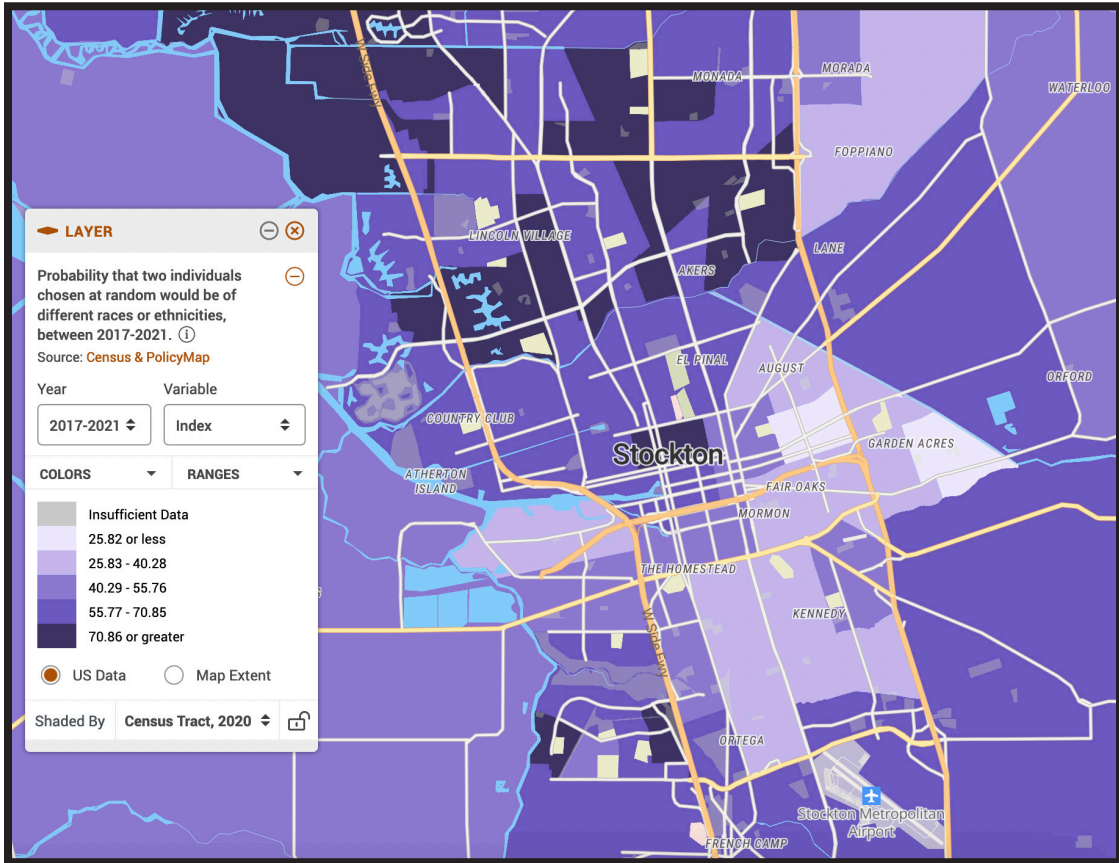 W Side Fwy
MONADA
MORADA
WATERLOO
FOPPIANO
LINCOLN VILLAGE
LANE
AKERS
EL PINAL
AUGUST
ORFORD
COUNTRY CLUB
GARDEN ACRES
Stockton
ATHERTON
ISLAND
FAIR OAKS
MORMON
THE HOMESTEAD
KENNEDY
W Side Fwy
ORTEGA
Stockton Metropolitan
Airport
FRENCH CAMP
LAYER
Probability that two individuals
chosen at random would be of
different races or ethnicities,
between 2017-2021.
Source: Census & PolicyMap
Year Variable
2017-2021 Index
COLORS RANGES
Insufficient Data
25.82 or less
25.83 - 40.28
40.29 - 55.76
55.77 - 70.85
70.86 or greater
US Data Map Extent
Shaded By Census Tract, 2020